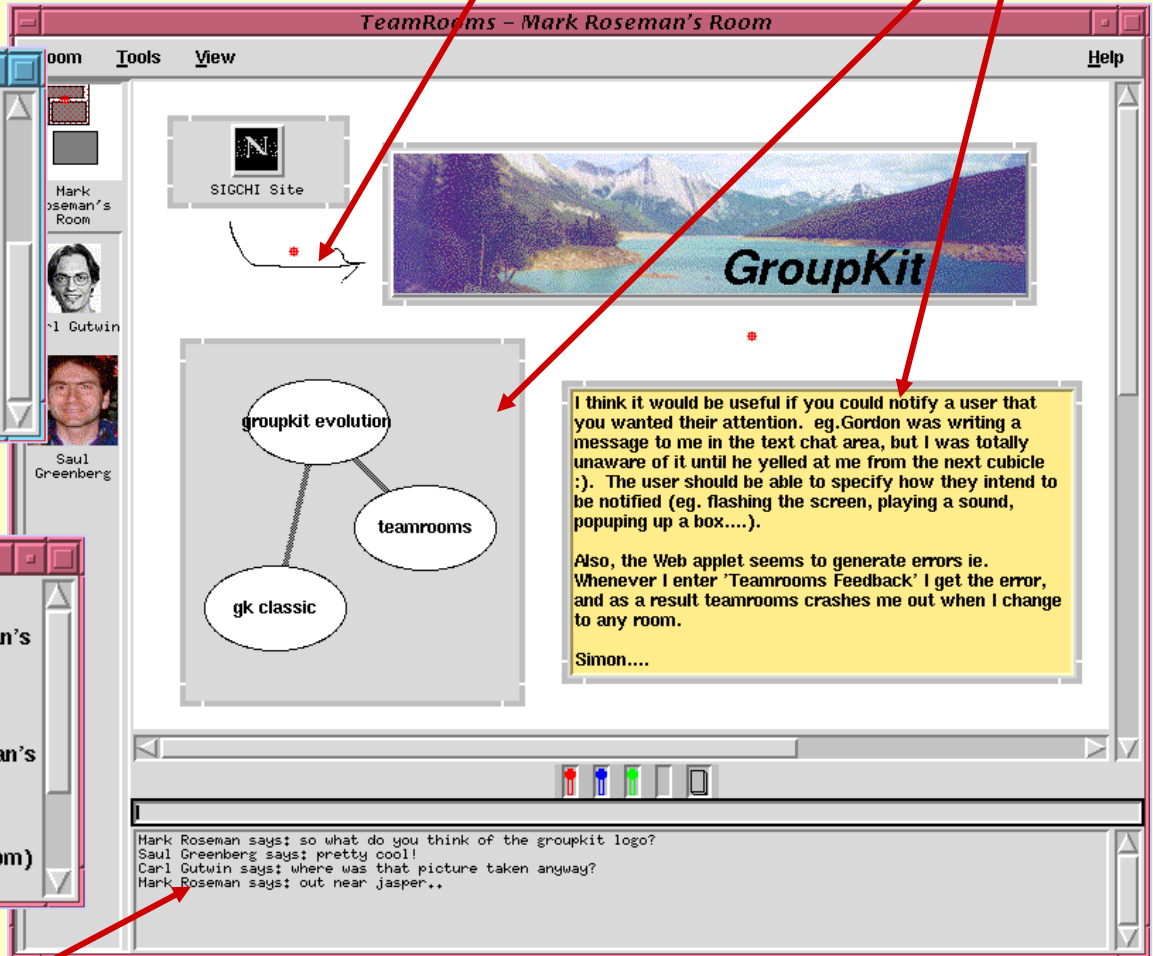 TeamRooms – Mark Roseman's Room
oom Tools View Help
Mark
oseman's
Room
rl Gutwin
Saul
Greenberg
N
SIGCHI Site
GroupKit
groupkit evolution
teamrooms
gk classic
I think it would be useful if you could notify a user that
you wanted their attention. eg.Gordon was writing a
message to me in the text chat area, but I was totally
unaware of it until he yelled at me from the next cubicle
:). The user should be able to specify how they intend to
be notified (eg. flashing the screen, playing a sound,
popuping up a box....).
Also, the Web applet seems to generate errors ie.
Whenever I enter 'Teamrooms Feedback' I get the error,
and as a result teamrooms crashes me out when I change
to any room.
Simon....
n's
an's
om)
Mark Roseman says: so what do you think of the groupkit logo?
Saul Greenberg says: pretty cool!
Carl Gutwin says: where was that picture taken anyway?
Mark Roseman says: out near jasper..